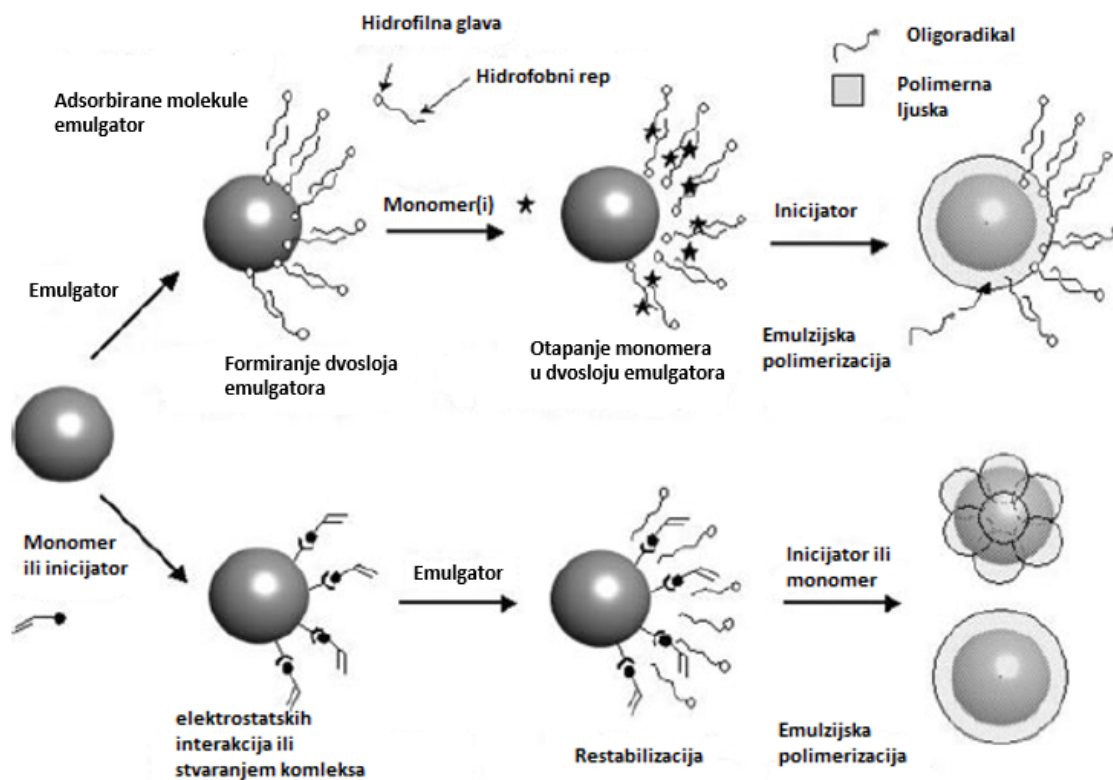 Hidrofilna glava
Hidrofobni rep
Oligoradikal
Polimerna
ljuska
Adsorbirane molekule
emulgator
Monomer(i)
Inicijator
Emulgator
Formiranje dvosloja
emulgatora
Otapanje monomera
u dvosloju emulgatora
Emulzijska
polimerizacija
Monomer
ili inicijator
Emulgator
Inicijator ili
monomer
elektrostatskih
interakcija ili
stvaranjem komleksa
Restabilizacija
Emulzijska
polimerizacija